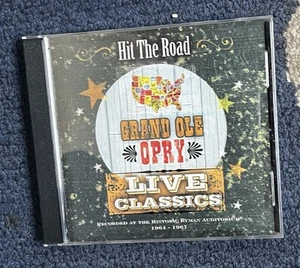 Hit The Road
GRAND OLE
OPRY
LIVE
CLASSICS
RECORDED AT THE HISTORIC RYMAN AUDITORIUM
1964 - 1967